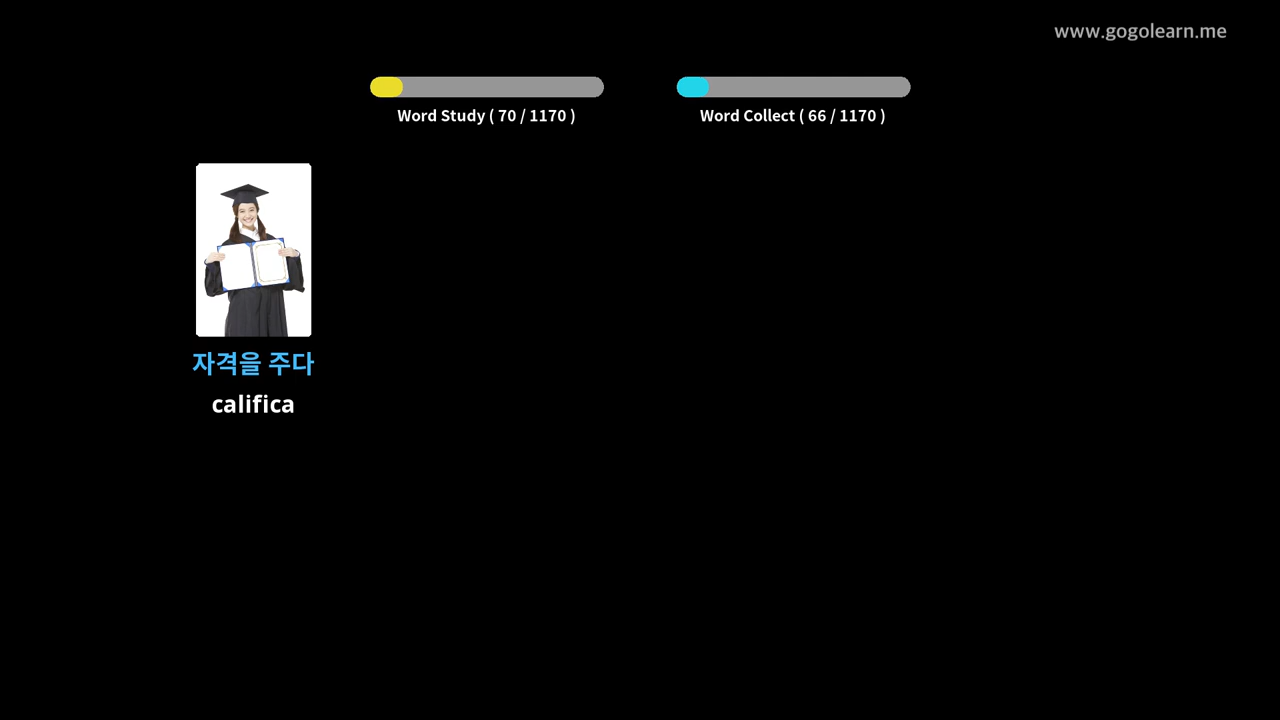 www.gogolearn.me
Word Study ( 70 / 1170 )
Word Collect ( 66 / 1170 )
자격을 주다
califica